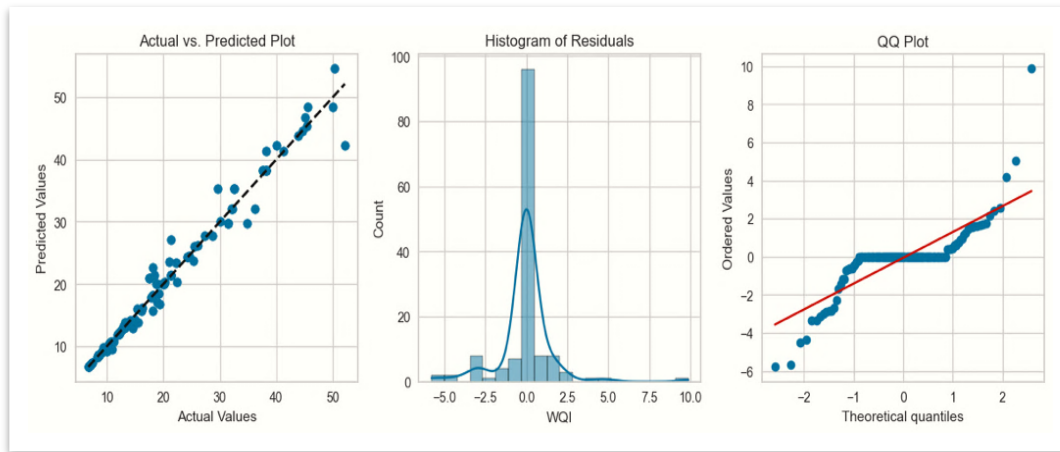 Actual vs. Predicted Plot
Predicted Values
50
40
30
20
10
10 20 30 40 50
Actual Values
Histogram of Residuals
Count
100
80
60
40
20
0
−5.0 −2.5 0.0 2.5 5.0 7.5 10.0
WQI
QQ Plot
Ordered Values
10
8
6
4
2
0
−2
−4
−6
−2 −1 0 1 2
Theoretical quantiles